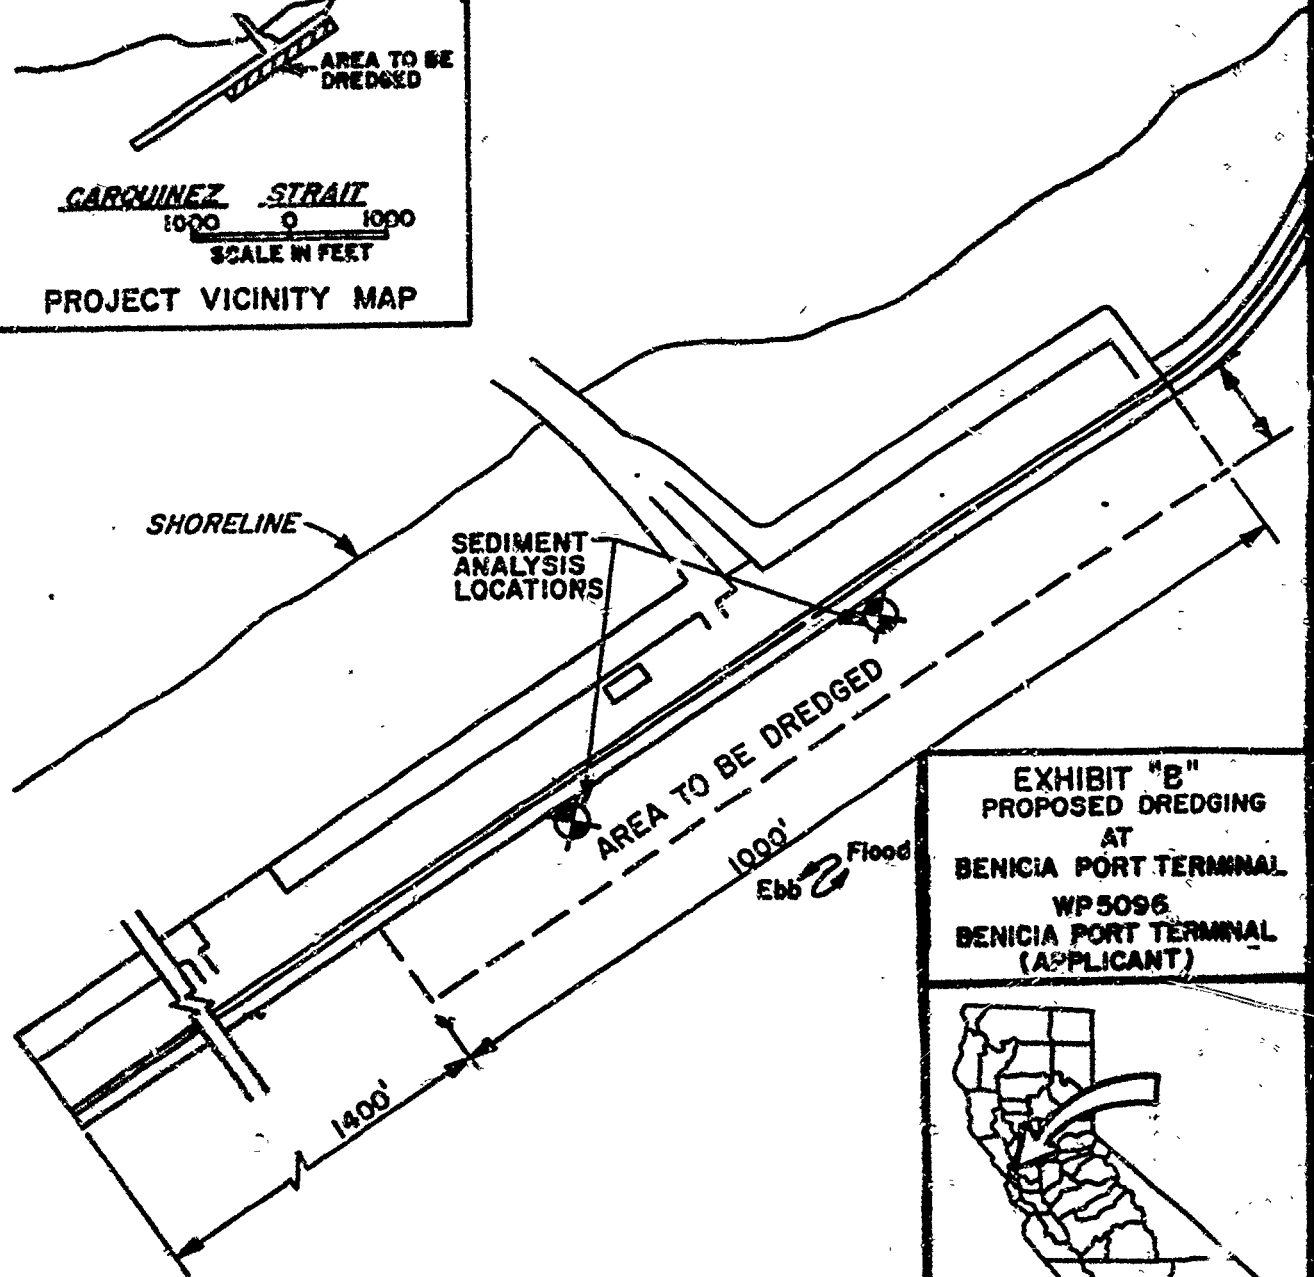 AREA TO BE
DREDGED
CARQUINEZ STRAIT
1000 0 1000
SCALE IN FEET
PROJECT VICINITY MAP
SHORELINE
SEDIMENT
ANALYSIS
LOCATIONS
AREA TO BE DREDGED
1000'
Flood
Ebb
1400'
EXHIBIT "B"
PROPOSED DREDGING
AT
BENICIA PORT TERMINAL
WP5096
BENICIA PORT TERMINAL
(APPLICANT)